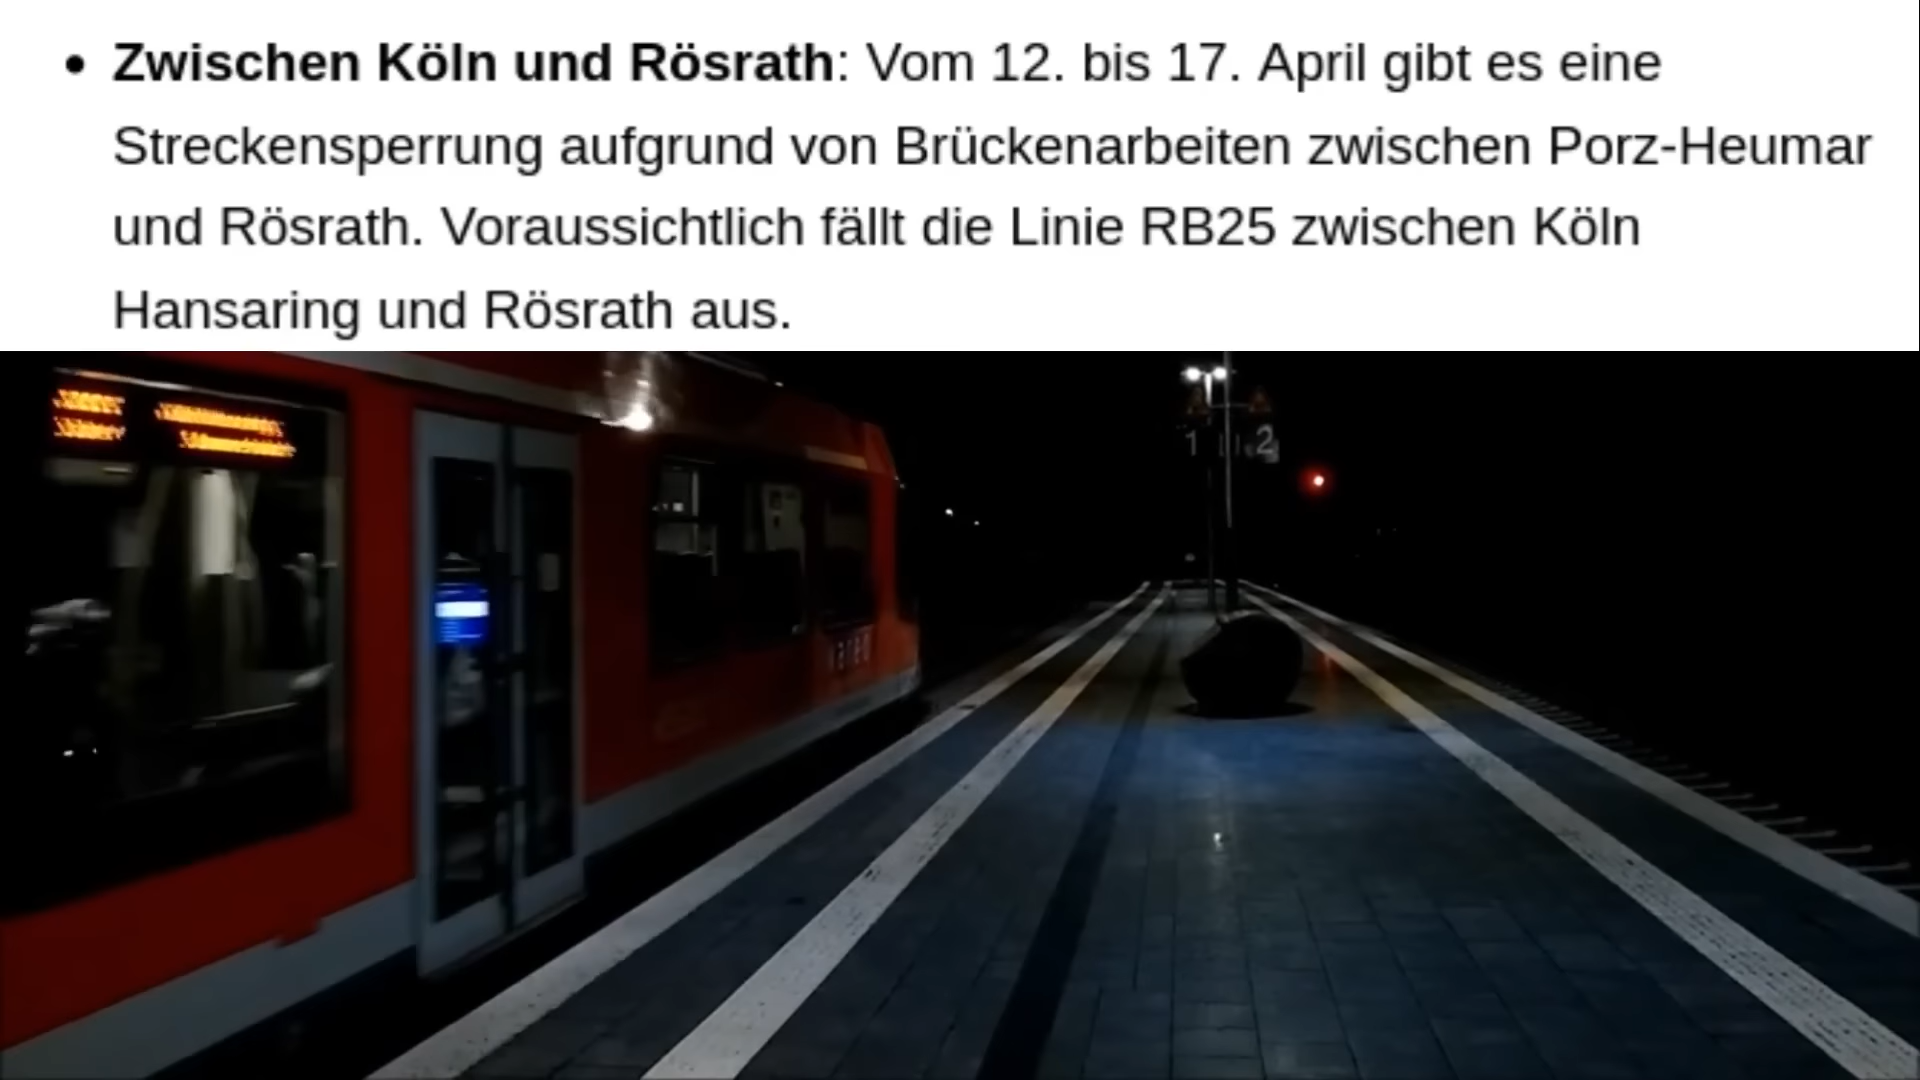 • Zwischen Köln und Rösrath: Vom 12. bis 17. April gibt es eine
Streckensperrung aufgrund von Brückenarbeiten zwischen Porz-Heumar
und Rösrath. Voraussichtlich fällt die Linie RB25 zwischen Köln
Hansaring und Rösrath aus.
1 2
vareo